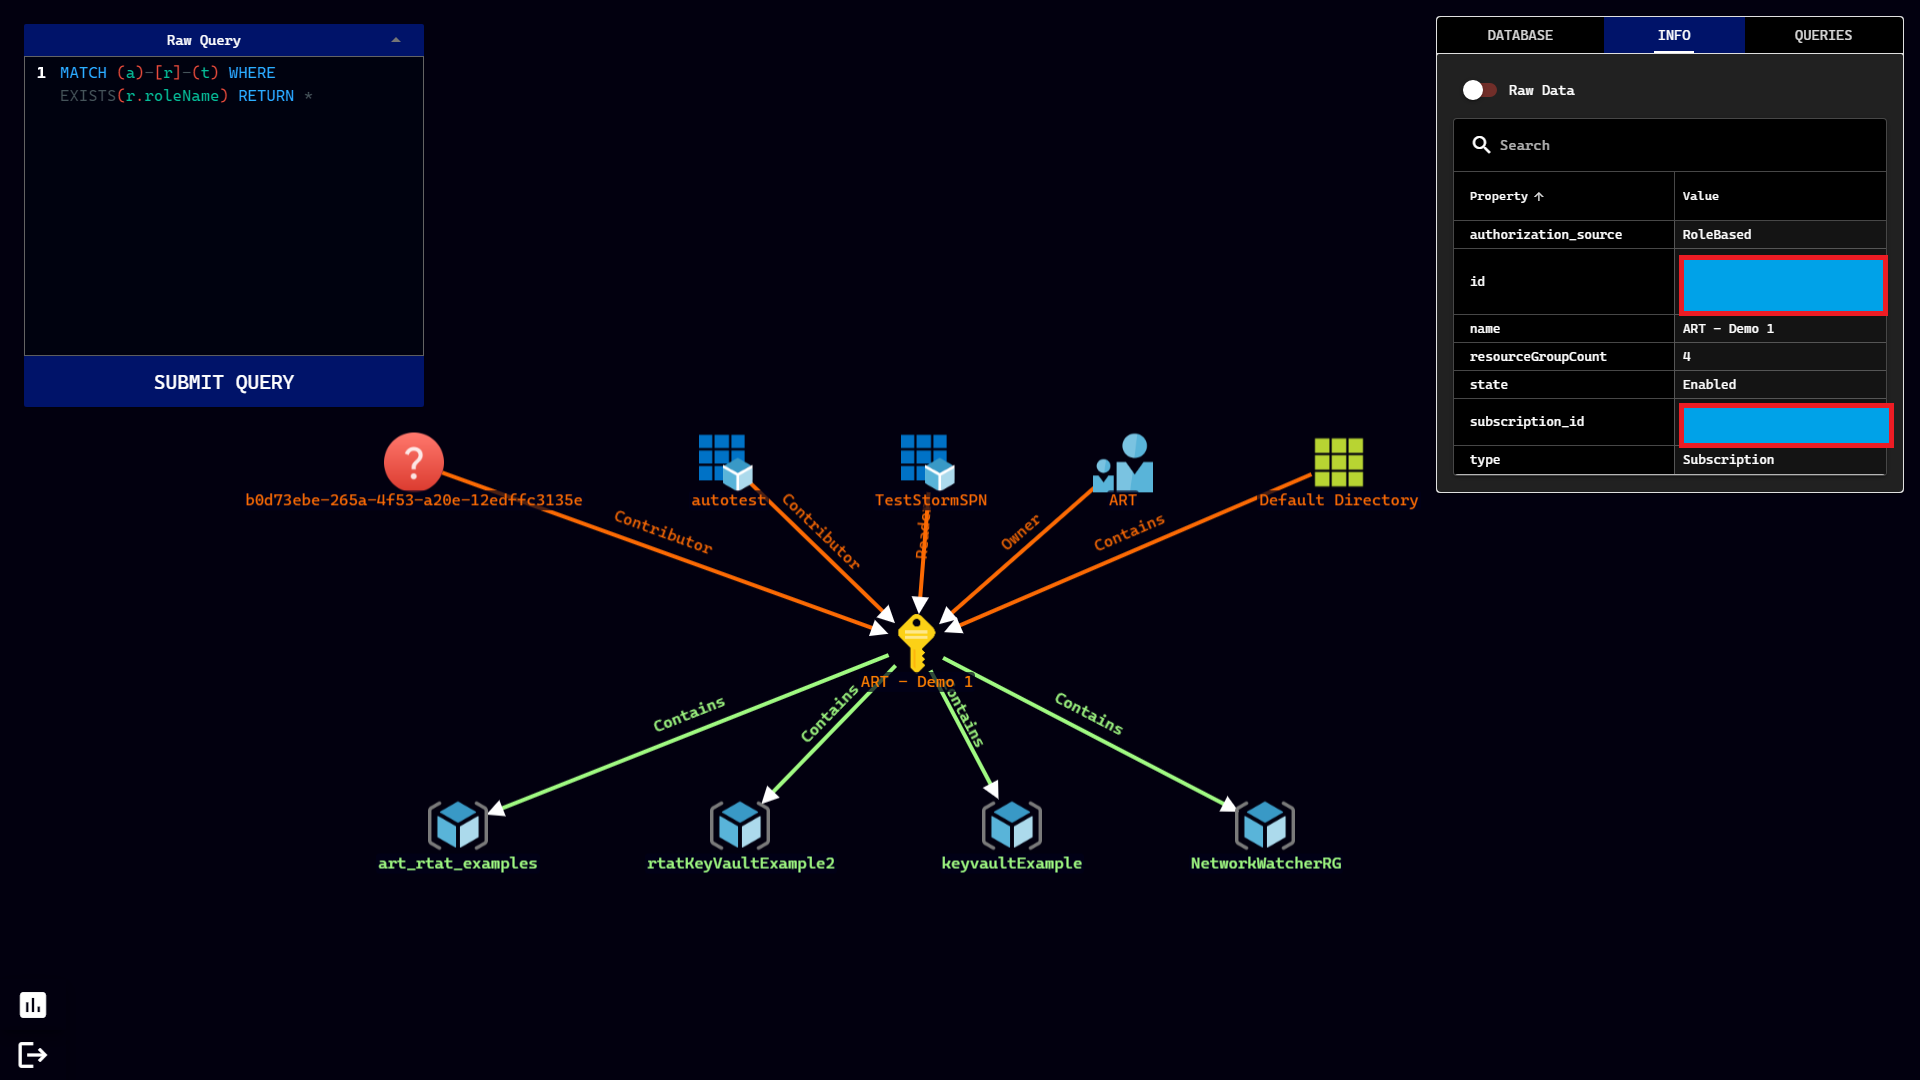 Raw Query
1 MATCH (a)-[r]-(t) WHERE
EXISTS(r.roleName) RETURN *
SUBMIT QUERY
DATABASE INFO QUERIES
Raw Data
Search
Property ↑ Value
authorization_source RoleBased
id
name ART - Demo 1
resourceGroupCount 4
state Enabled
subscription_id
type Subscription
b0d73ebe-265a-4f53-a20e-12edffc3135e
autotest
TestStormSPN
ART
Default Directory
Contributor
Contributor
Reader
Owner
Contains
ART - Demo 1
Contains
Contains
Contains
Contains
art_rtat_examples
rtatKeyVaultExample2
keyvaultExample
NetworkWatcherRG